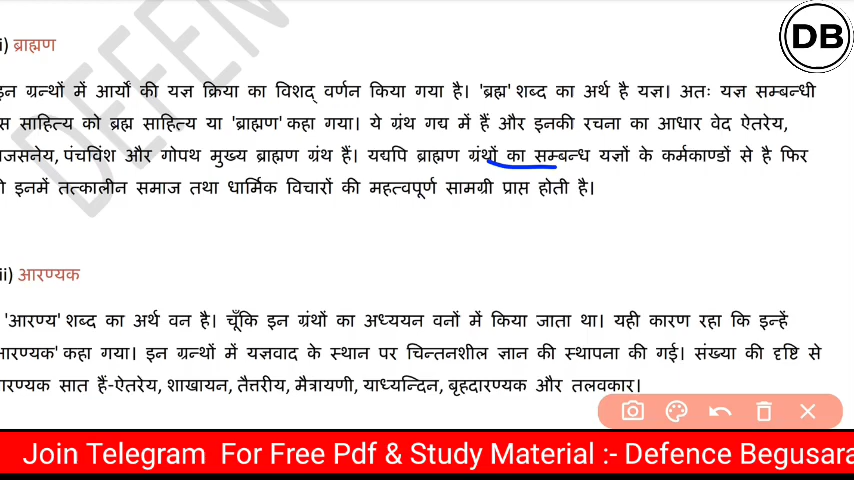 DB
i) ब्राह्मण
इन ग्रन्थों में आर्यों की यज्ञ क्रिया का विशद् वर्णन किया गया है। 'ब्रह्म' शब्द का अर्थ है यज्ञ। अतः यज्ञ सम्बन्धी
स साहित्य को ब्रह्म साहित्य या 'ब्राह्मण' कहा गया। ये ग्रंथ गद्य में हैं और इनकी रचना का आधार वेद ऐतरेय,
जसनेय, पंचविंश और गोपथ मुख्य ब्राह्मण ग्रंथ हैं। यद्यपि ब्राह्मण ग्रंथों का सम्बन्ध यज्ञों के कर्मकाण्डों से है फिर
इनमें तत्कालीन समाज तथा धार्मिक विचारों की महत्वपूर्ण सामग्री प्राप्त होती है।
DEFEN
ii) आरण्यक
'आरण्य' शब्द का अर्थ वन है। चूँकि इन ग्रंथों का अध्ययन वनों में किया जाता था। यही कारण रहा कि इन्हें
आरण्यक' कहा गया। इन ग्रन्थों में यज्ञवाद के स्थान पर चिन्तनशील ज्ञान की स्थापना की गई। संख्या की दृष्टि से
रण्यक सात हैं-ऐतरेय, शाखायन, तैत्तरीय, मैत्रायणी, याध्यन्दिन, बृहदारण्यक और तलवकार।
Join Telegram For Free Pdf & Study Material :- Defence Begusara